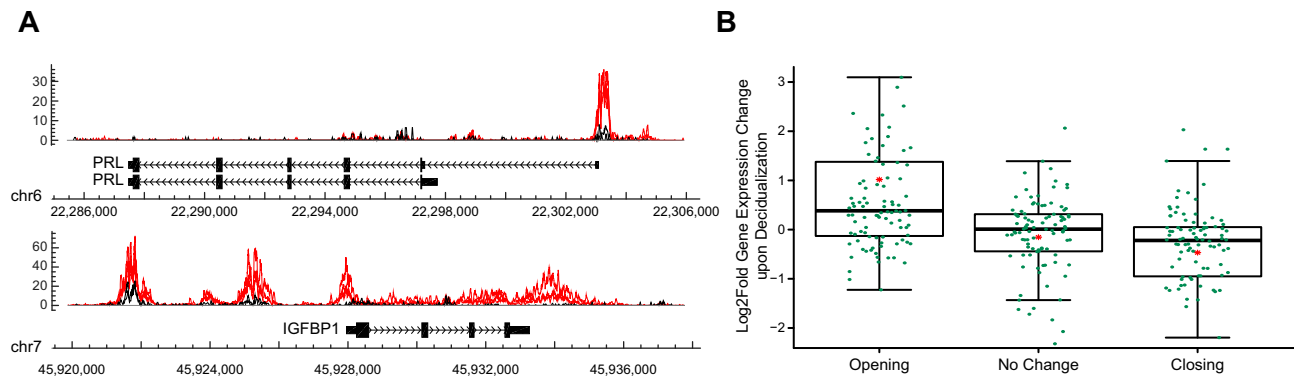 A
30
20
10
0
PRL
PRL
chr6
22,286,000 22,290,000 22,294,000 22,298,000 22,302,000 22,306,000
60
40
20
0
IGFBP1
chr7
45,920,000 45,924,000 45,928,000 45,932,000 45,936,000
B
Log2Fold Gene Expression Change
upon Decidualization
3
2
1
0
−1
−2
Opening No Change Closing